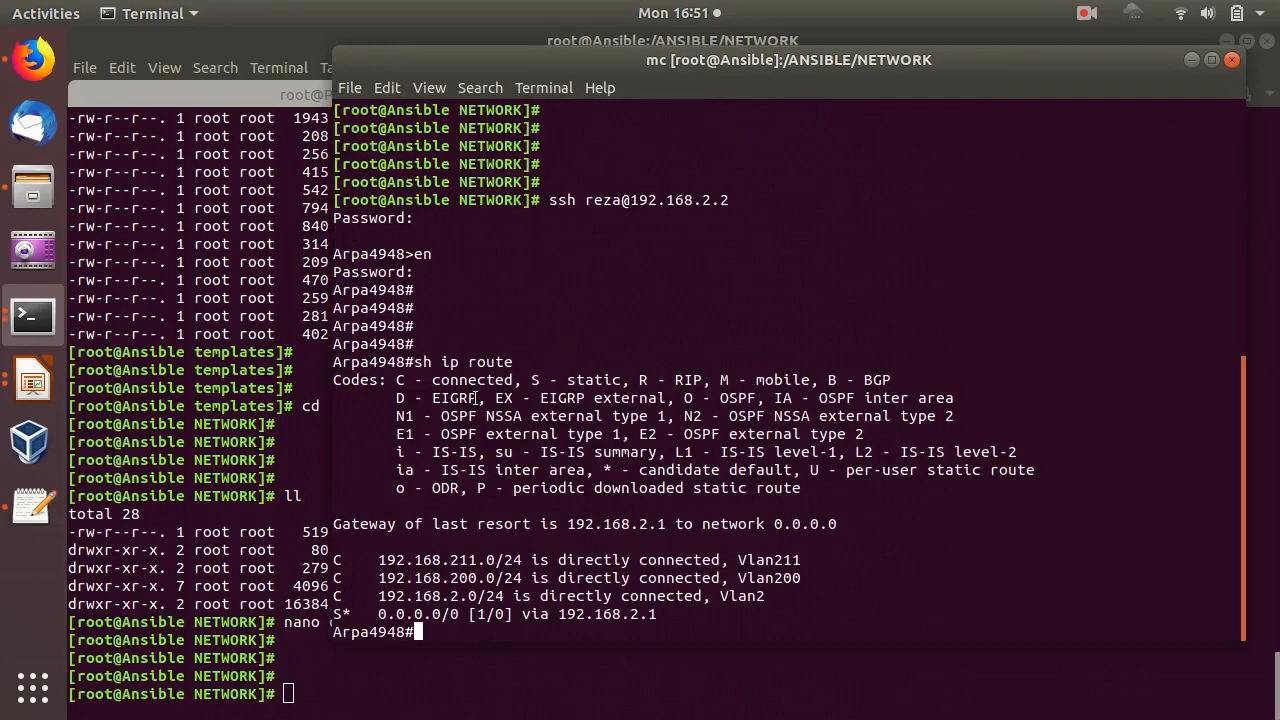 Activities Terminal Mon 16:51
root@Ansible:/ANSIBLE/NETWORK
File Edit View Search Terminal
-rw-r--r--. 1 root root 1943
-rw-r--r--. 1 root root 208
-rw-r--r--. 1 root root 256
-rw-r--r--. 1 root root 415
-rw-r--r--. 1 root root 542
-rw-r--r--. 1 root root 794
-rw-r--r--. 1 root root 840
-rw-r--r--. 1 root root 314
-rw-r--r--. 1 root root 209
-rw-r--r--. 1 root root 470
-rw-r--r--. 1 root root 259
-rw-r--r--. 1 root root 281
-rw-r--r--. 1 root root 402
[root@Ansible templates]#
[root@Ansible templates]#
[root@Ansible templates]#
[root@Ansible templates]# cd
[root@Ansible NETWORK]#
[root@Ansible NETWORK]#
[root@Ansible NETWORK]#
[root@Ansible NETWORK]#
[root@Ansible NETWORK]# ll
total 28
-rw-r--r--. 1 root root 519
drwxr-xr-x. 2 root root 80
drwxr-xr-x. 2 root root 279
drwxr-xr-x. 7 root root 4096
drwxr-xr-x. 2 root root 16384
[root@Ansible NETWORK]# nano
[root@Ansible NETWORK]#
[root@Ansible NETWORK]#
[root@Ansible NETWORK]#
[root@Ansible NETWORK]#
mc [root@Ansible]:/ANSIBLE/NETWORK
File Edit View Search Terminal Help
[root@Ansible NETWORK]#
[root@Ansible NETWORK]#
[root@Ansible NETWORK]#
[root@Ansible NETWORK]#
[root@Ansible NETWORK]#
[root@Ansible NETWORK]# ssh reza@192.168.2.2
Password:
Arpa4948>en
Password:
Arpa4948#
Arpa4948#
Arpa4948#
Arpa4948#
Arpa4948#sh ip route
Codes: C - connected, S - static, R - RIP, M - mobile, B - BGP
D - EIGRP, EX - EIGRP external, O - OSPF, IA - OSPF inter area
N1 - OSPF NSSA external type 1, N2 - OSPF NSSA external type 2
E1 - OSPF external type 1, E2 - OSPF external type 2
i - IS-IS, su - IS-IS summary, L1 - IS-IS level-1, L2 - IS-IS level-2
ia - IS-IS inter area, * - candidate default, U - per-user static route
o - ODR, P - periodic downloaded static route
Gateway of last resort is 192.168.2.1 to network 0.0.0.0
C 192.168.211.0/24 is directly connected, Vlan211
C 192.168.200.0/24 is directly connected, Vlan200
C 192.168.2.0/24 is directly connected, Vlan2
S* 0.0.0.0/0 [1/0] via 192.168.2.1
Arpa4948#